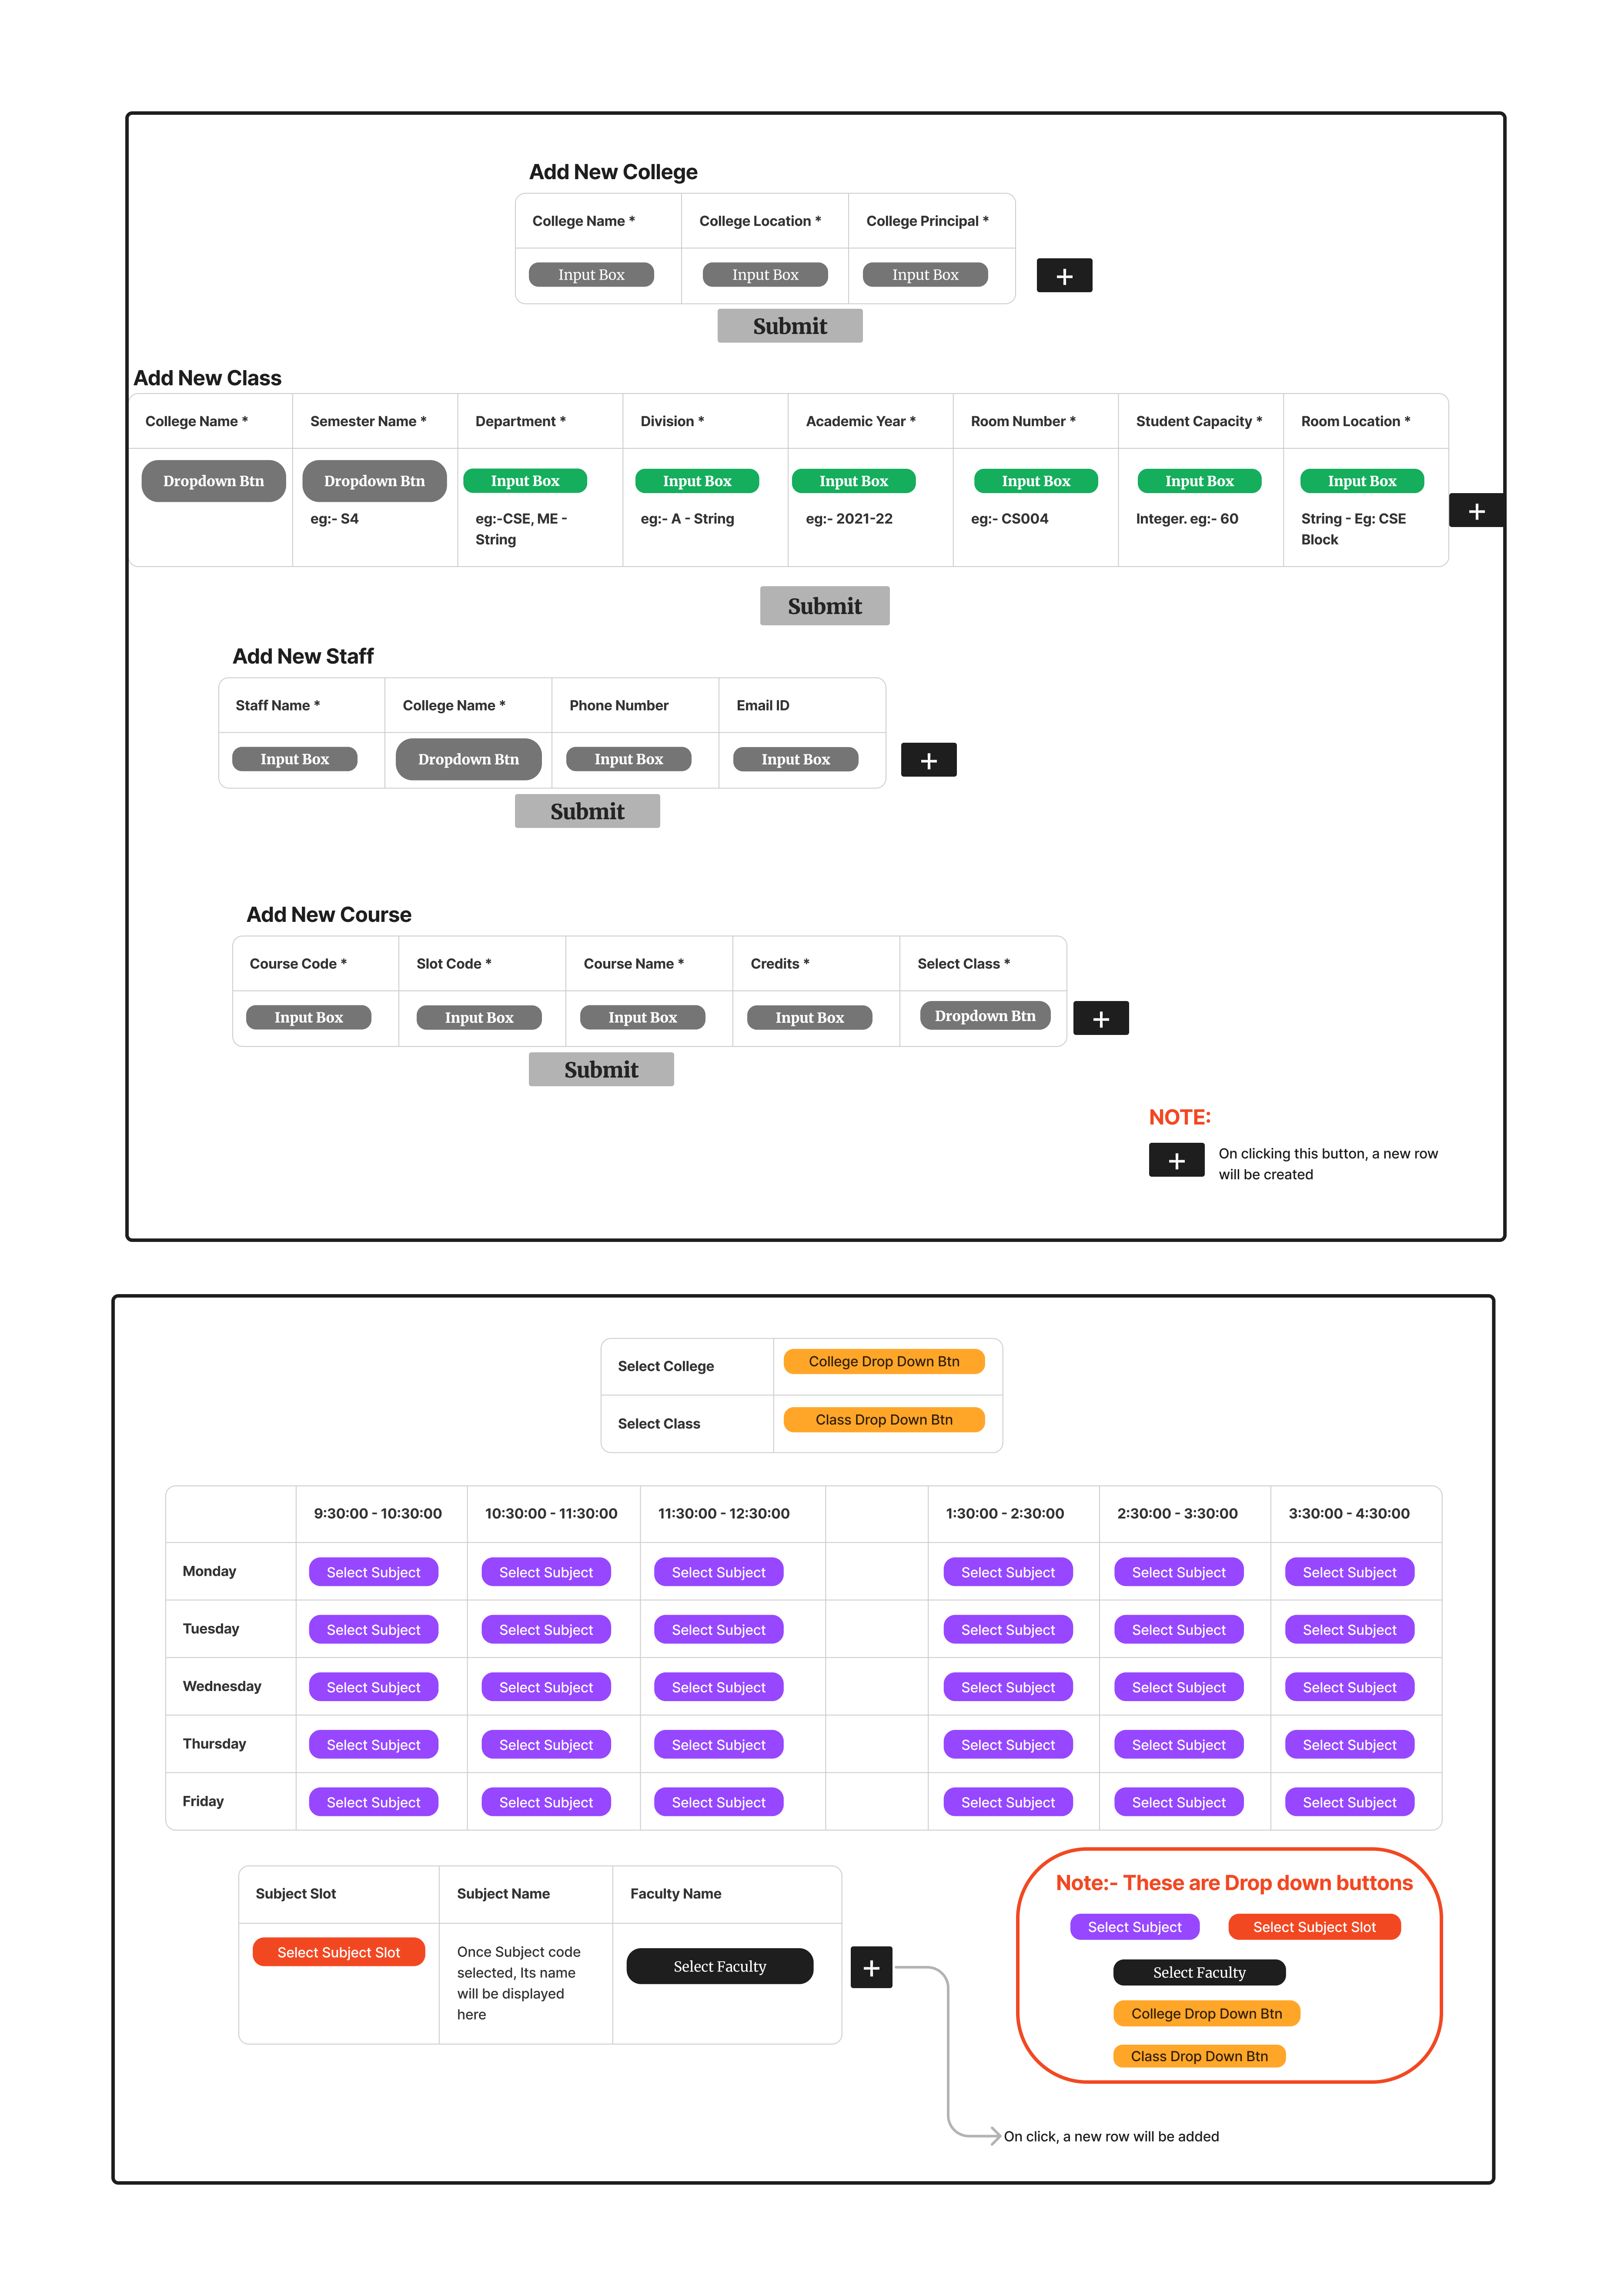 Add New College
College Name * College Location * College Principal *
Input Box Input Box Input Box +
Submit
Add New Class
College Name * Semester Name * Department * Division * Academic Year * Room Number * Student Capacity * Room Location *
Dropdown Btn Dropdown Btn Input Box Input Box Input Box Input Box Input Box Input Box
eg:- S4 eg:-CSE, ME - eg:- A - String eg:- 2021-22 eg:- CS004 Integer. eg:- 60 String - Eg: CSE +
String Block
Submit
Add New Staff
Staff Name * College Name * Phone Number Email ID
Input Box Dropdown Btn Input Box Input Box +
Submit
Add New Course
Course Code * Slot Code * Course Name * Credits * Select Class *
Input Box Input Box Input Box Input Box Dropdown Btn +
Submit
NOTE:
+ On clicking this button, a new row
will be created
Select College College Drop Down Btn
Select Class Class Drop Down Btn
9:30:00 - 10:30:00 10:30:00 - 11:30:00 11:30:00 - 12:30:00 1:30:00 - 2:30:00 2:30:00 - 3:30:00 3:30:00 - 4:30:00
Monday Select Subject Select Subject Select Subject Select Subject Select Subject Select Subject
Tuesday Select Subject Select Subject Select Subject Select Subject Select Subject Select Subject
Wednesday Select Subject Select Subject Select Subject Select Subject Select Subject Select Subject
Thursday Select Subject Select Subject Select Subject Select Subject Select Subject Select Subject
Friday Select Subject Select Subject Select Subject Select Subject Select Subject Select Subject
Subject Slot Subject Name Faculty Name
Select Subject Slot Once Subject code Select Faculty +
selected, Its name
will be displayed
here
Note:- These are Drop down buttons
Select Subject Select Subject Slot
Select Faculty
College Drop Down Btn
Class Drop Down Btn
On click, a new row will be added